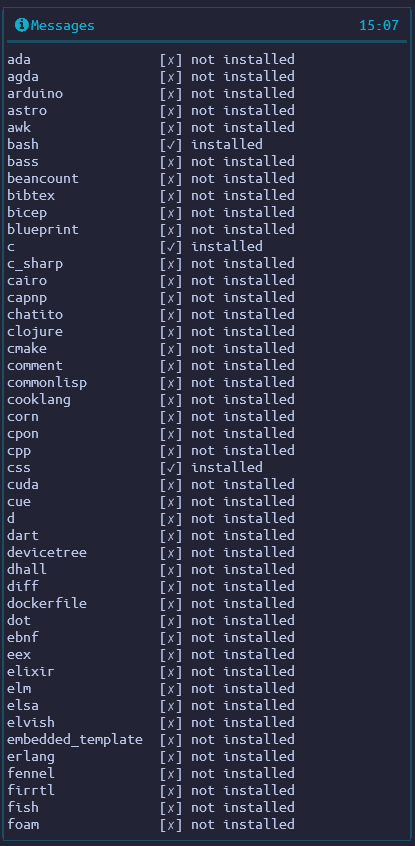 Messages 15:07
ada [✗] not installed
agda [✗] not installed
arduino [✗] not installed
astro [✗] not installed
awk [✗] not installed
bash [✓] installed
bass [✗] not installed
beancount [✗] not installed
bibtex [✗] not installed
bicep [✗] not installed
blueprint [✗] not installed
c [✓] installed
c_sharp [✗] not installed
cairo [✗] not installed
capnp [✗] not installed
chatito [✗] not installed
clojure [✗] not installed
cmake [✗] not installed
comment [✗] not installed
commonlisp [✗] not installed
cooklang [✗] not installed
corn [✗] not installed
cpon [✗] not installed
cpp [✗] not installed
css [✓] installed
cuda [✗] not installed
cue [✗] not installed
d [✗] not installed
dart [✗] not installed
devicetree [✗] not installed
dhall [✗] not installed
diff [✗] not installed
dockerfile [✗] not installed
dot [✗] not installed
ebnf [✗] not installed
eex [✗] not installed
elixir [✗] not installed
elm [✗] not installed
elsa [✗] not installed
elvish [✗] not installed
embedded_template [✗] not installed
erlang [✗] not installed
fennel [✗] not installed
firrtl [✗] not installed
fish [✗] not installed
foam [✗] not installed